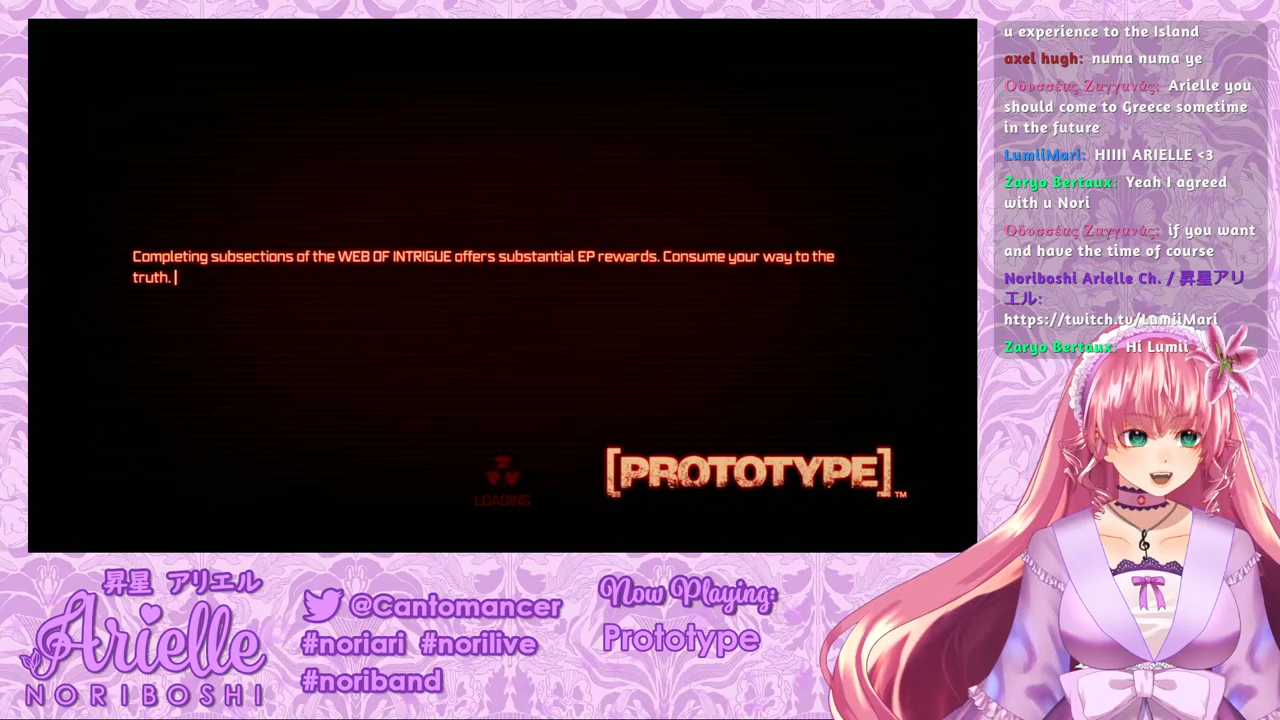 Completing subsections of the WEB OF INTRIGUE offers substantial EP rewards. Consume your way to the
truth.
LOADING
[PROTOTYPE]™
u experience to the Island
axel hugh: numa numa ye
Οδυσσέας Ζαγγανάς: Arielle you
should come to Greece sometime
in the future
LumiiMari: HIIII ARIELLE <3
Zaryo Bertaux: Yeah I agreed
with u Nori
Οδυσσέας Ζαγγανάς: if you want
and have the time of course
Noriboshi Arielle Ch. / 昇星アリ
エル:
https://twitch.tv/LumiiMari
Zaryo Bertaux: Hi Lumii
昇星 アリエル
Arielle
NORIBOSHI
@Cantomancer
#noriari #norilive
#noriband
Now Playing:
Prototype